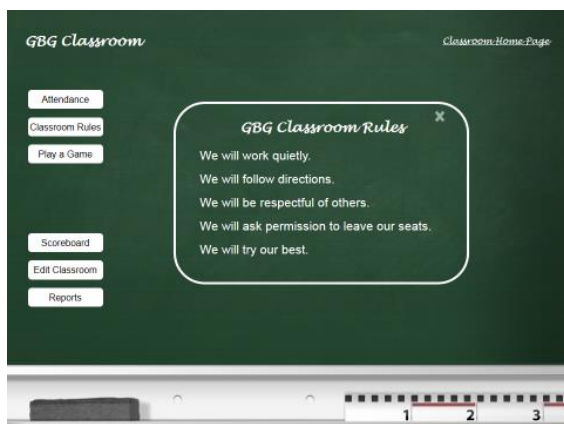 GBG Classroom
Classroom Home Page
Attendance
Classroom Rules
Play a Game
Scoreboard
Edit Classroom
Reports
GBG Classroom Rules
X
We will work quietly.
We will follow directions.
We will be respectful of others.
We will ask permission to leave our seats.
We will try our best.
1 2 3